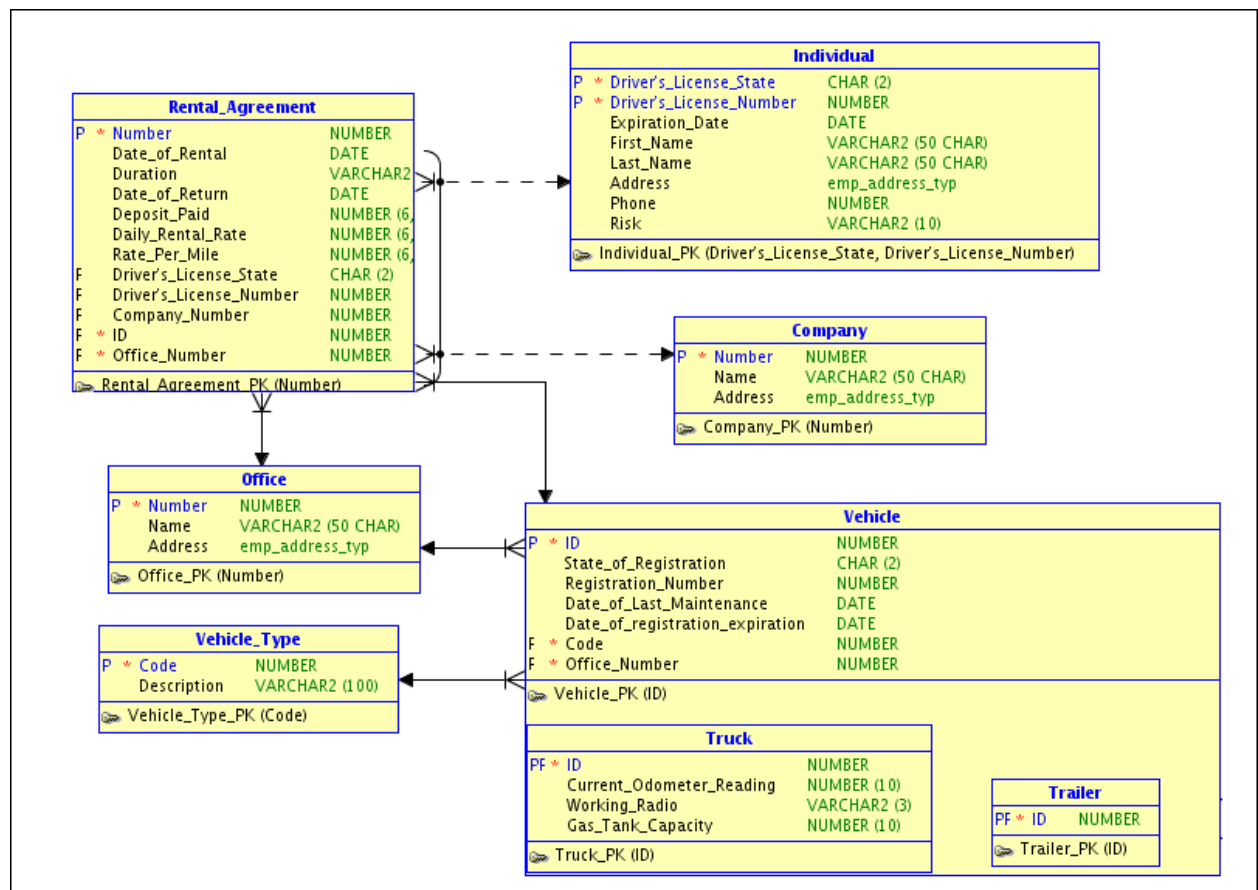 Rental_Agreement
P * Number NUMBER
Date_of_Rental DATE
Duration VARCHAR2
Date_of_Return DATE
Deposit_Paid NUMBER (6,
Daily_Rental_Rate NUMBER (6,
Rate_Per_Mile NUMBER (6,
F Driver's_License_State CHAR (2)
F Driver's_License_Number NUMBER
F Company_Number NUMBER
F * ID NUMBER
F * Office_Number NUMBER
Rental_Agreement_PK (Number)
Individual
P * Driver's_License_State CHAR (2)
P * Driver's_License_Number NUMBER
Expiration_Date DATE
First_Name VARCHAR2 (50 CHAR)
Last_Name VARCHAR2 (50 CHAR)
Address emp_address_typ
Phone NUMBER
Risk VARCHAR2 (10)
Individual_PK (Driver's_License_State, Driver's_License_Number)
Company
P * Number NUMBER
Name VARCHAR2 (50 CHAR)
Address emp_address_typ
Company_PK (Number)
Office
P * Number NUMBER
Name VARCHAR2 (50 CHAR)
Address emp_address_typ
Office_PK (Number)
Vehicle_Type
P * Code NUMBER
Description VARCHAR2 (100)
Vehicle_Type_PK (Code)
Vehicle
P * ID NUMBER
State_of_Registration CHAR (2)
Registration_Number NUMBER
Date_of_Last_Maintenance DATE
Date_of_registration_expiration DATE
F * Code NUMBER
F * Office_Number NUMBER
Vehicle_PK (ID)
Truck
PF * ID NUMBER
Current_Odometer_Reading NUMBER (10)
Working_Radio VARCHAR2 (3)
Gas_Tank_Capacity NUMBER (10)
Truck_PK (ID)
Trailer
PF * ID NUMBER
Trailer_PK (ID)